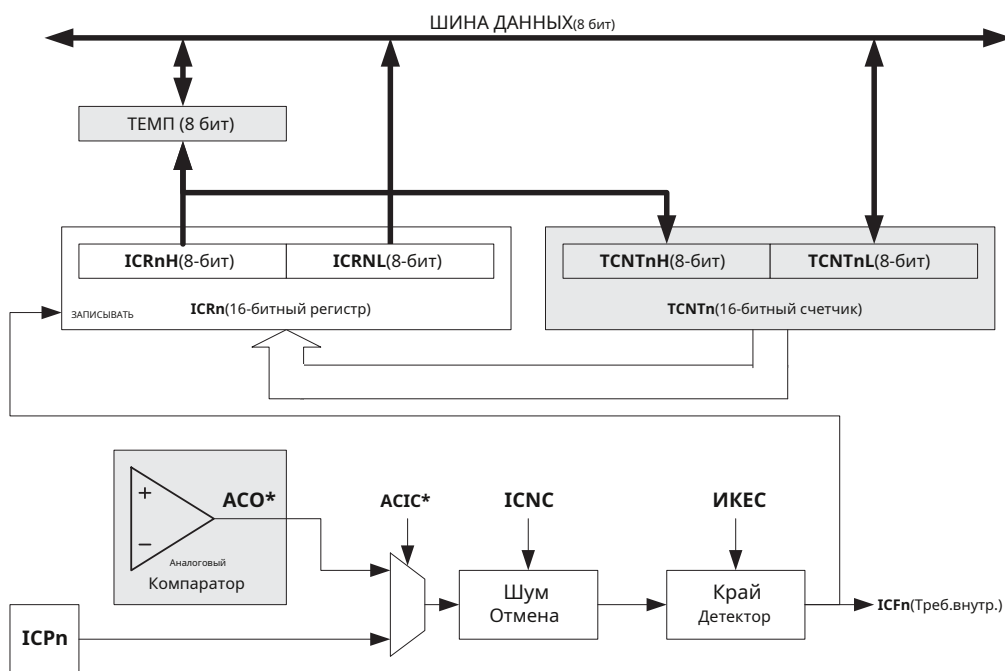 ШИНА ДАННЫХ(8 бит)
ТЕМП (8 бит)
ICRnH(8-бит)
ICRNL(8-бит)
TCNTnH(8-бит)
TCNTnL(8-бит)
ЗАПИСЫВАТЬ
ICRn(16-битный регистр)
TCNTn(16-битный счетчик)
+
−
ACO*
Аналоговый
Компаратор
ACIC*
ICNC
ИКЕС
Шум
Отмена
Край
Детектор
ICFn(Треб.внутр.)
ICPn